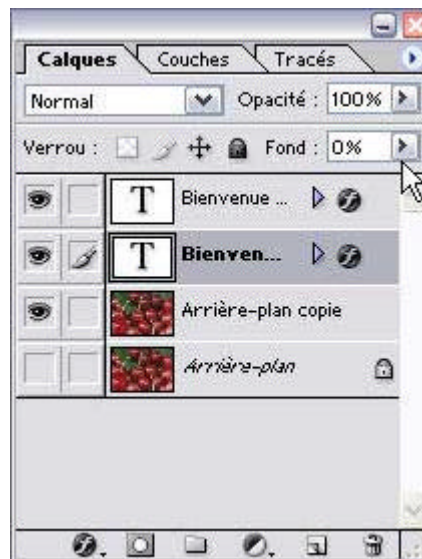 Calques Couches Tracés
Normal Opacité : 100%
Verrou : Fond : 0%
T Bienvenue ...
T Bienven...
Arrière-plan copie
Arrière-plan